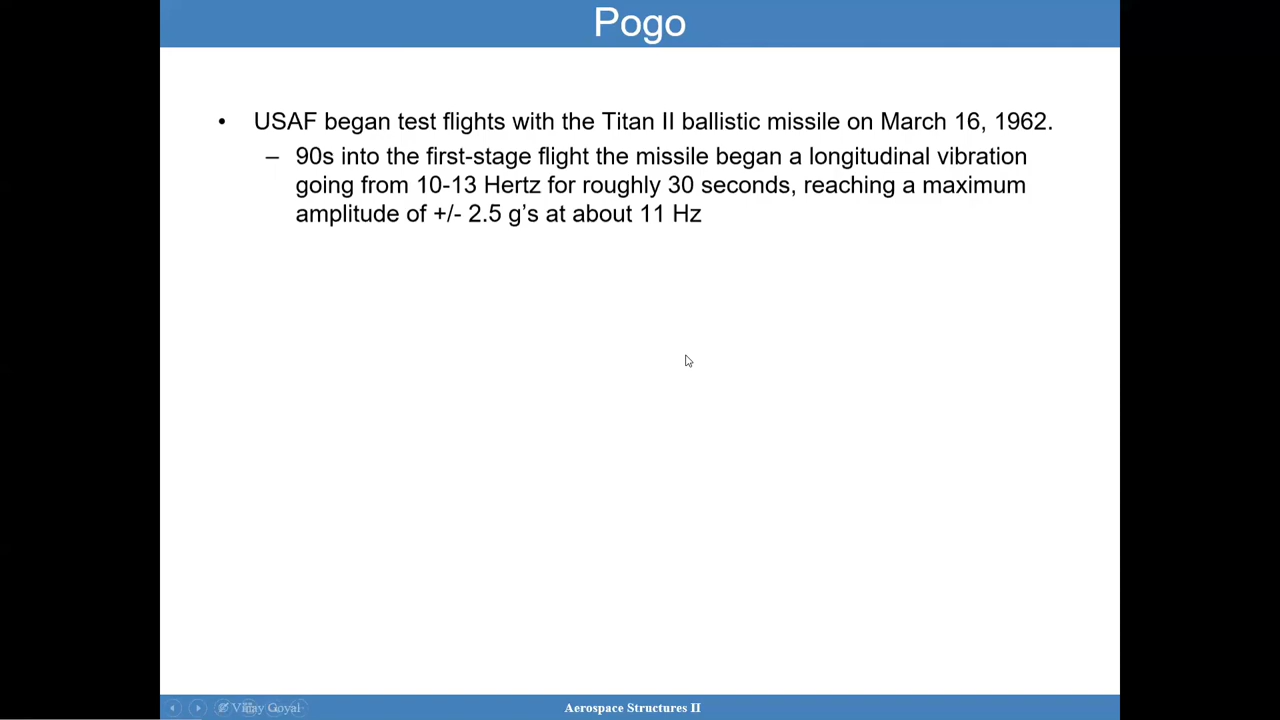 Pogo
• USAF began test flights with the Titan II ballistic missile on March 16, 1962.
– 90s into the first-stage flight the missile began a longitudinal vibration
going from 10-13 Hertz for roughly 30 seconds, reaching a maximum
amplitude of +/- 2.5 g’s at about 11 Hz
Goyal
Aerospace Structures II